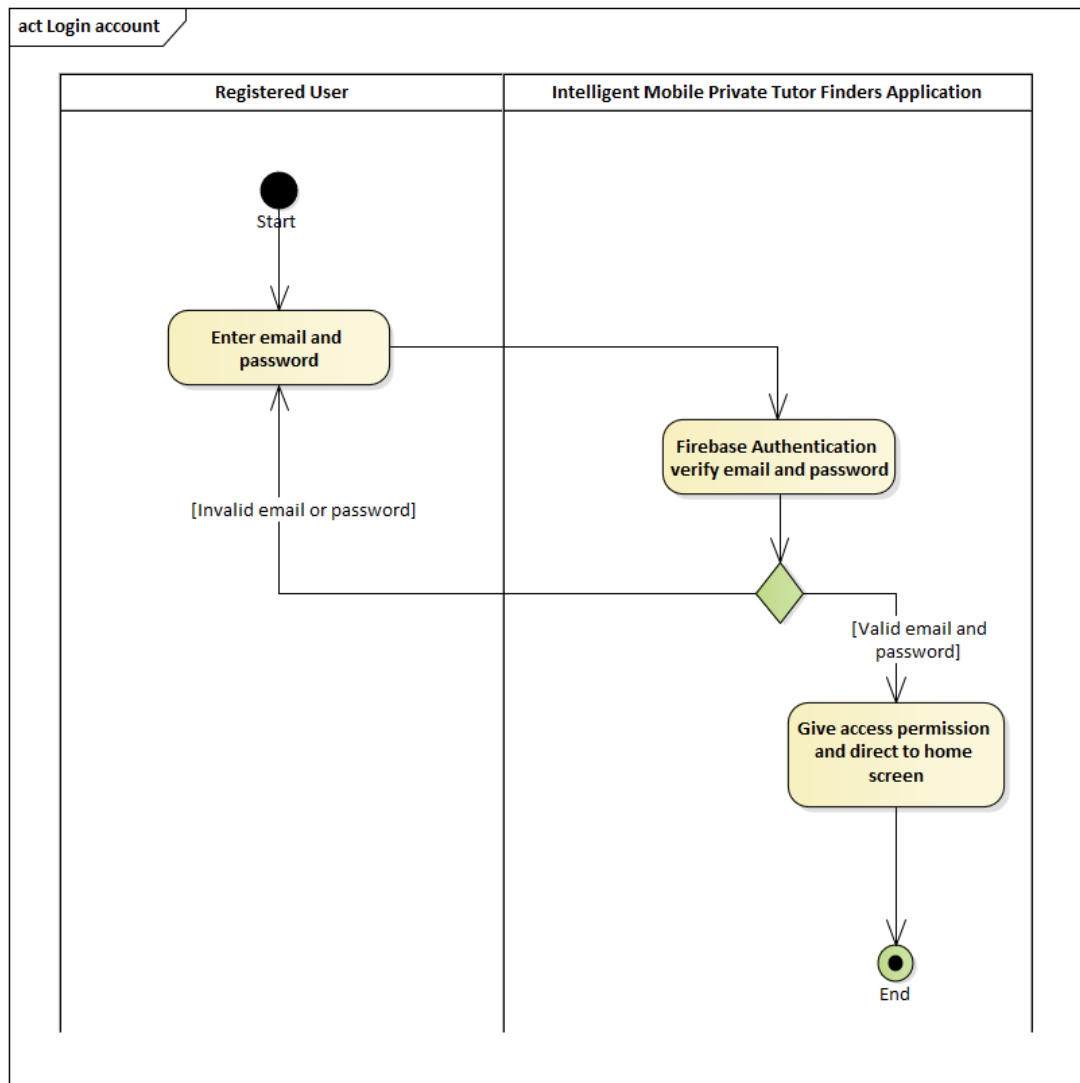 act Login account
Registered User
Intelligent Mobile Private Tutor Finders Application
Start
Enter email and
password
Firebase Authentication
verify email and password
[Invalid email or password]
[Valid email and
password]
Give access permission
and direct to home
screen
End